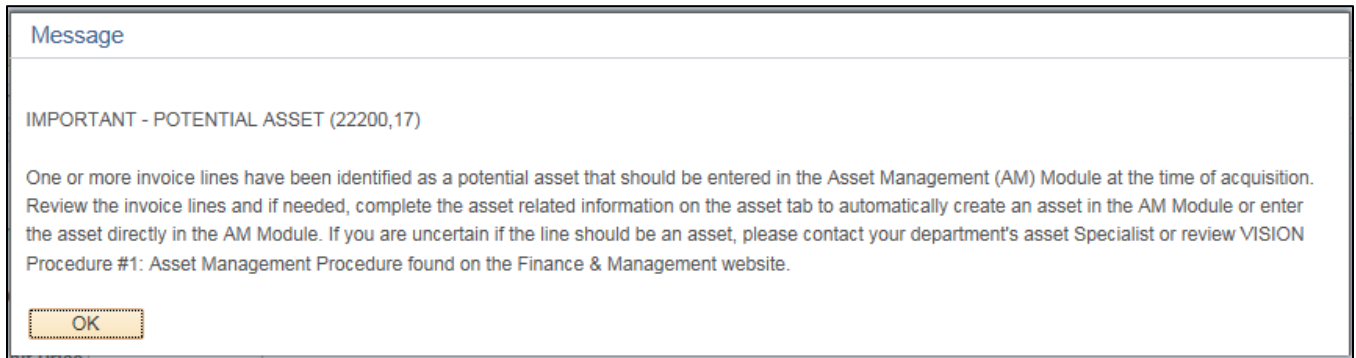 Message
IMPORTANT - POTENTIAL ASSET (22200,17)
One or more invoice lines have been identified as a potential asset that should be entered in the Asset Management (AM) Module at the time of acquisition.
Review the invoice lines and if needed, complete the asset related information on the asset tab to automatically create an asset in the AM Module or enter
the asset directly in the AM Module. If you are uncertain if the line should be an asset, please contact your department's asset Specialist or review VISION
Procedure #1: Asset Management Procedure found on the Finance & Management website.
OK